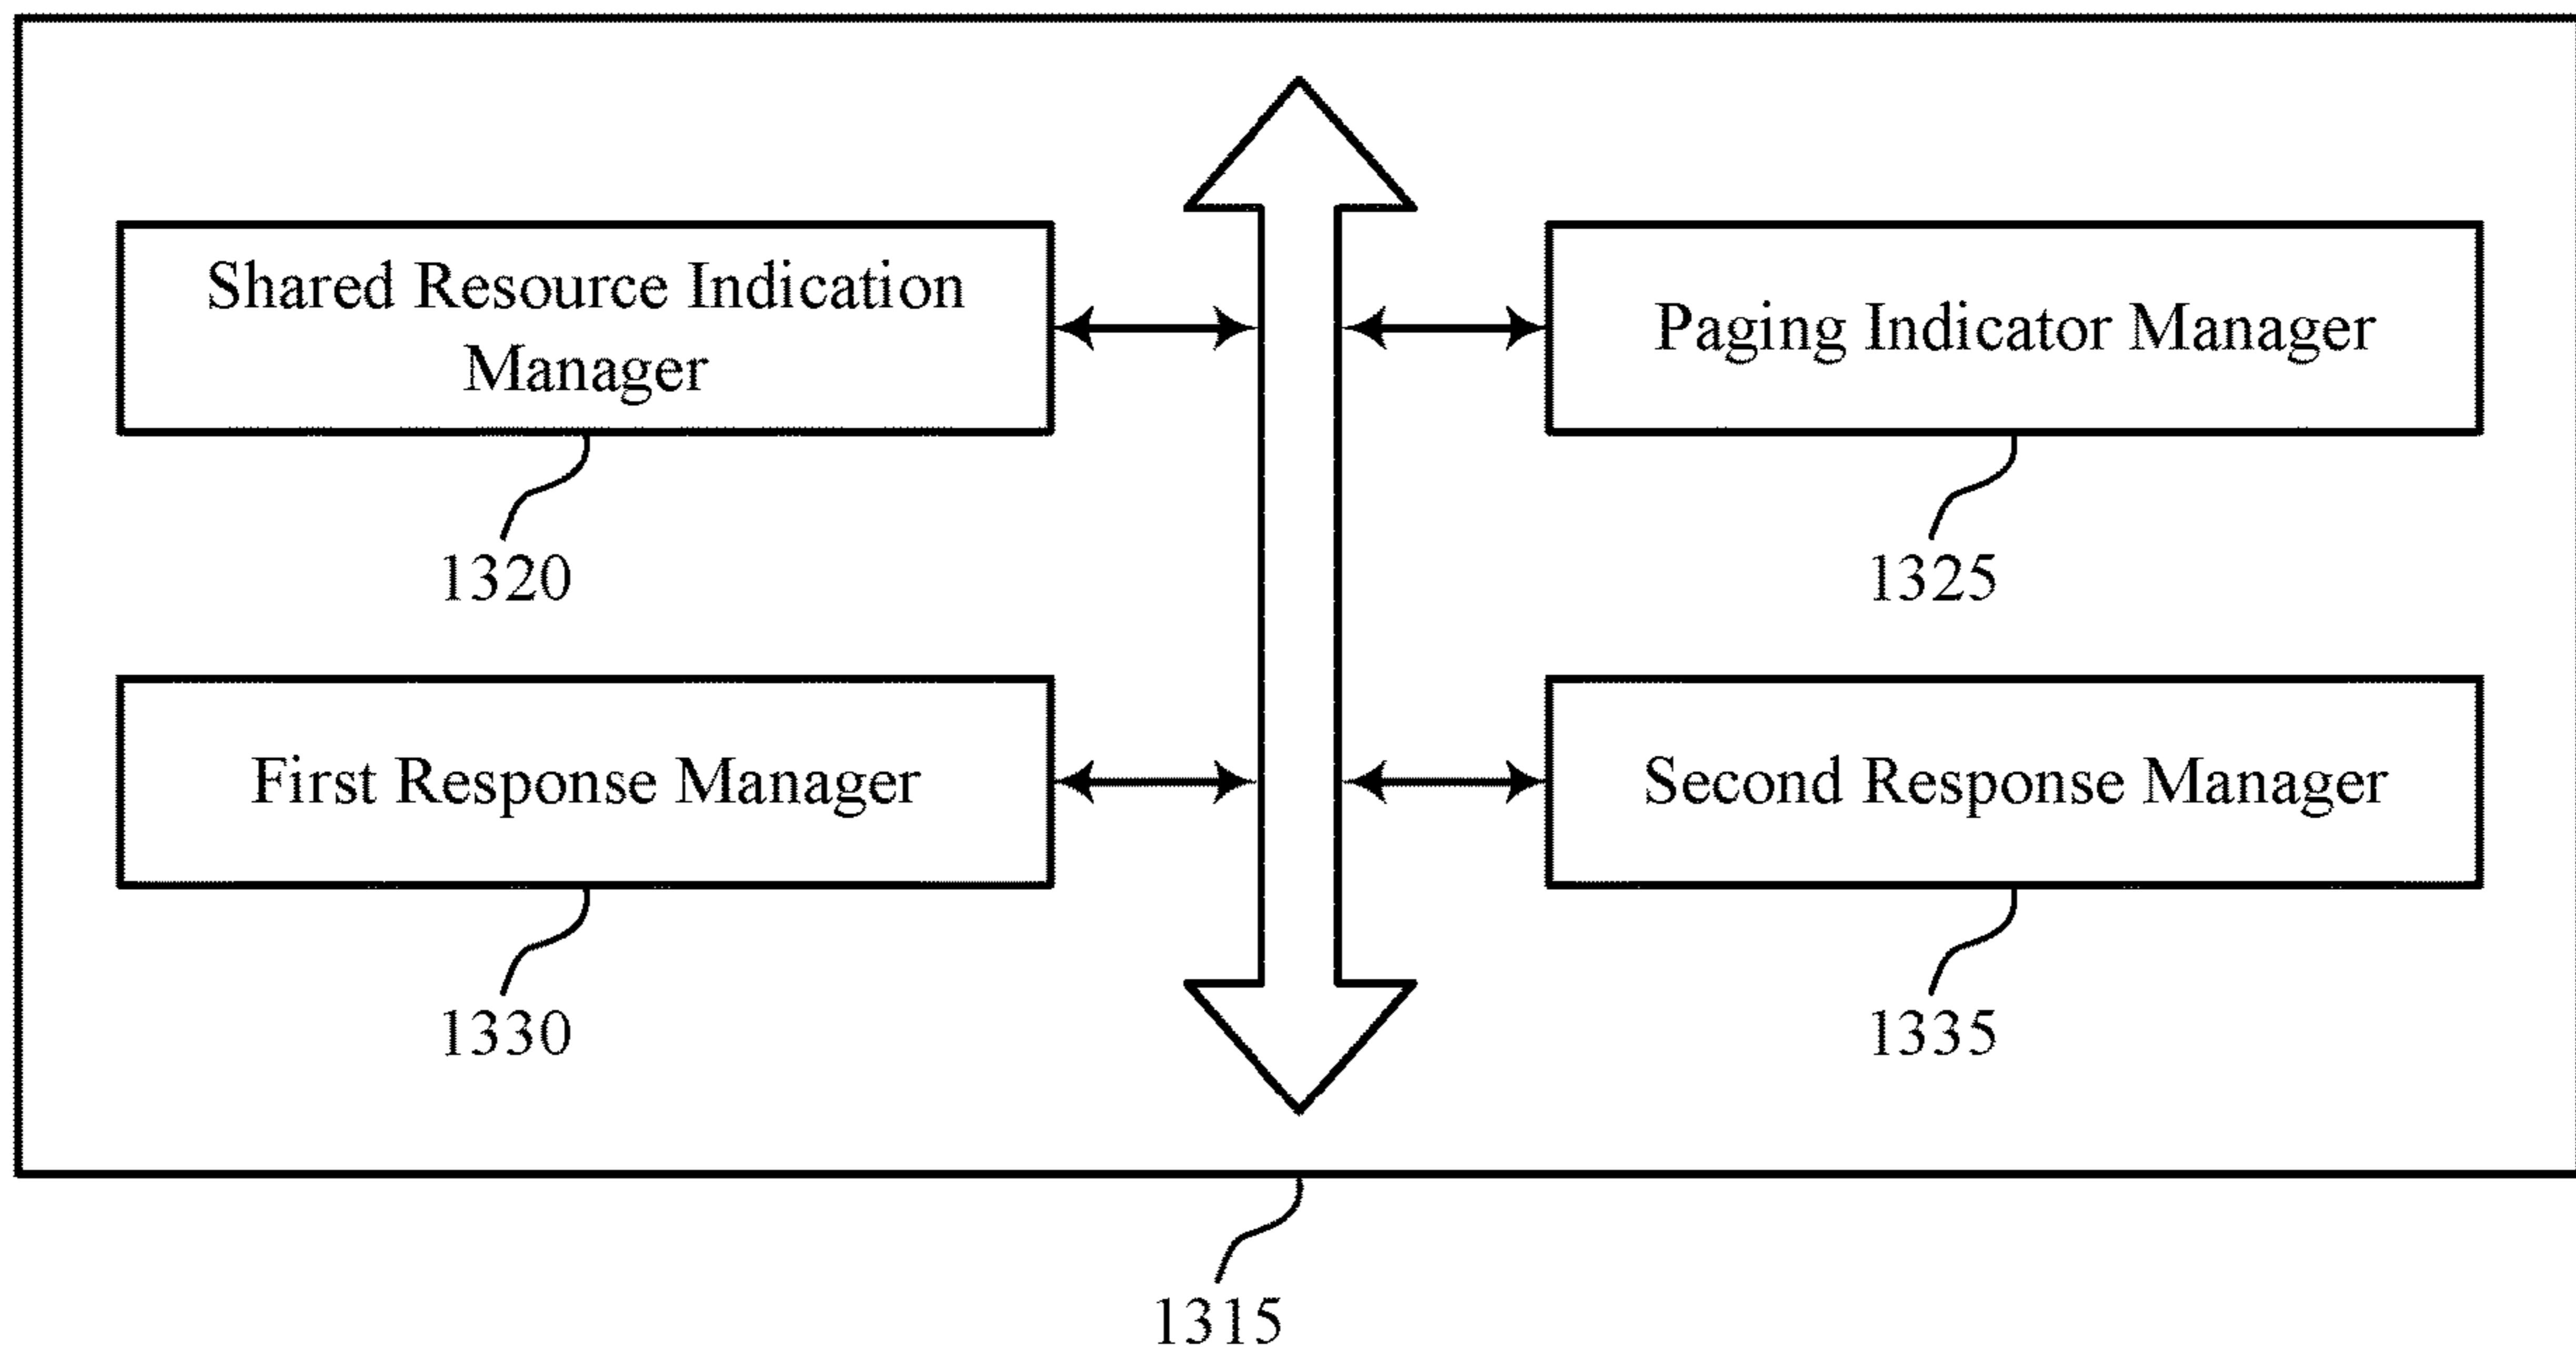 Shared Resource Indication
Manager
1320
Paging Indicator Manager
1325
First Response Manager
1330
Second Response Manager
1335
1315